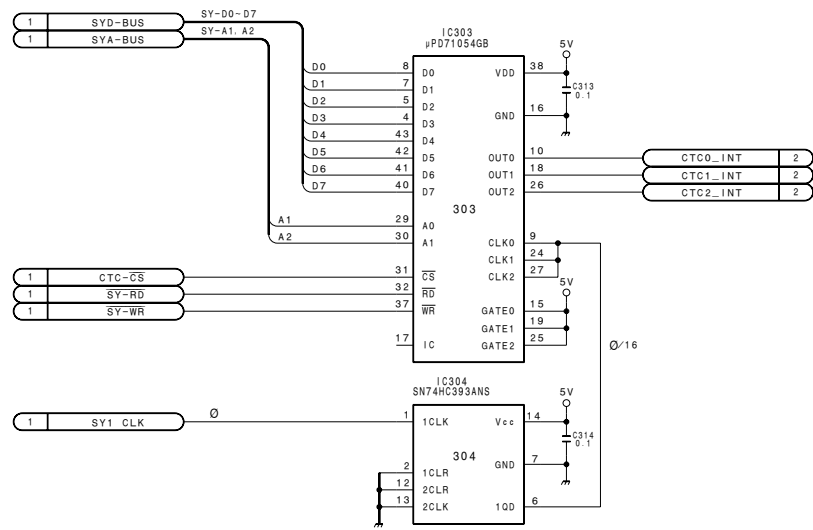 1 SYD-BUS SY-D0~D7
1 SYA-BUS SY-A1, A2
IC303
μPD71054GB
5V
D0 8 D0 VDD 38
D1 7 D1 C313
0.1
D2 5 D2
D3 4 D3 GND 16
D4 43 D4
D5 42 D5 OUT0 10 CTC0_INT 2
D6 41 D6 OUT1 18 CTC1_INT 2
D7 40 D7 OUT2 26 CTC2_INT 2
303
A1 29 A0
A2 30 A1 CLK0 9
CLK1 24
1 CTC-CS 31 CS CLK2 27
1 SY-RD 32 RD 5V
1 SY-WR 37 WR GATE0 15
GATE1 19
17 IC GATE2 25
Ø/16
IC304
SN74HC393ANS
5V
1 SY1 CLK Ø 1 1CLK Vcc 14
C314
0.1
304
2 1CLR GND 7
12 2CLR
13 2CLK 1QD 6